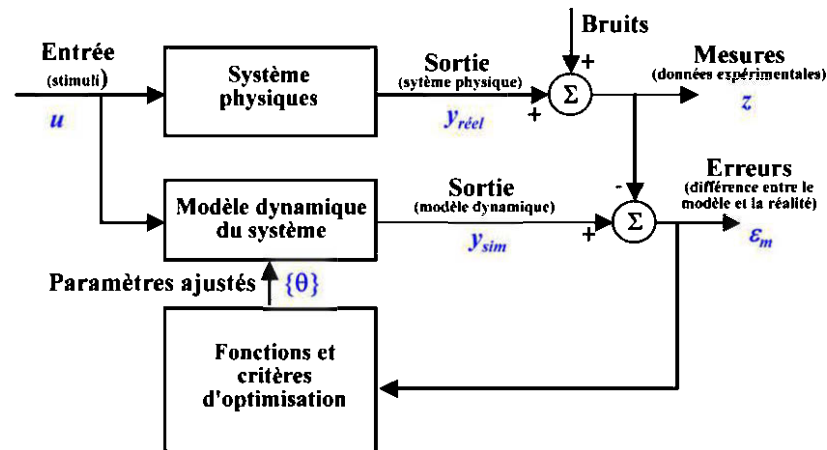 Bruits
Entrée
(stimuli)
u
Système
physiques
Sortie
(sytème physique)
y réel
+
+
Σ
Mesures
(données expérimentales)
z
Modèle dynamique
du système
Sortie
(modèle dynamique)
y sim
-
+
Σ
Erreurs
(différence entre le
modèle et la réalité)
εm
Paramètres ajustés {θ}
Fonctions et
critères
d'optimisation